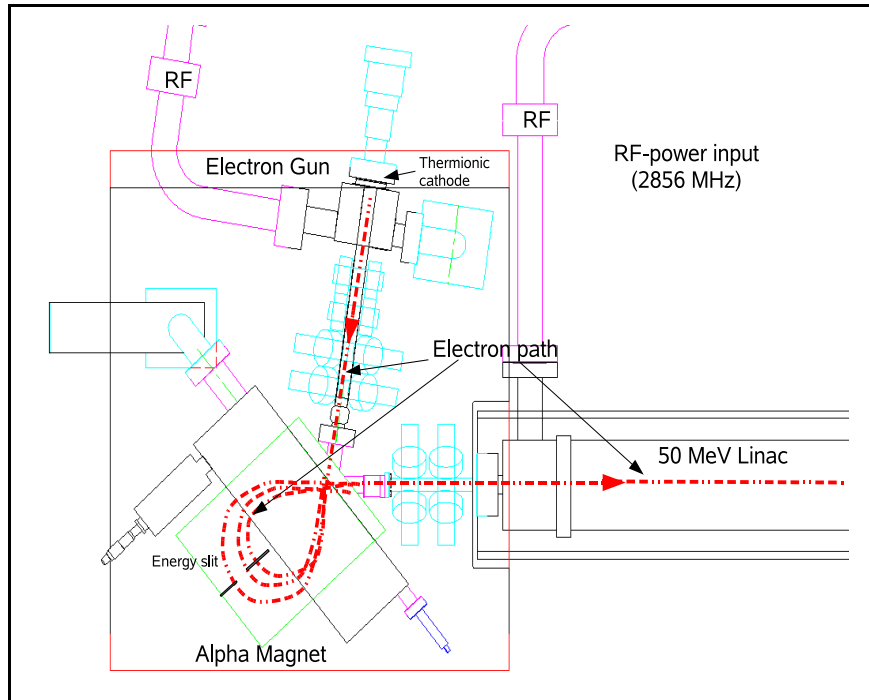 RF
RF
Electron Gun
Thermionic
cathode
RF-power input
(2856 MHz)
Electron path
50 MeV Linac
Energy slit
Alpha Magnet